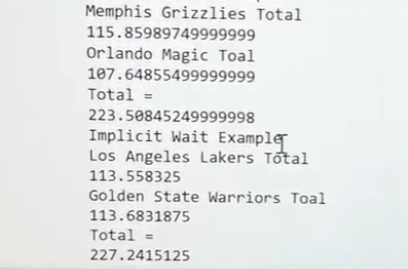 Memphis Grizzlies Total
115.85989749999999
Orlando Magic Toal
107.64855499999999
Total =
223.50845249999998
Implicit Wait Example
Los Angeles Lakers Total
113.558325
Golden State Warriors Toal
113.6831875
Total =
227.2415125